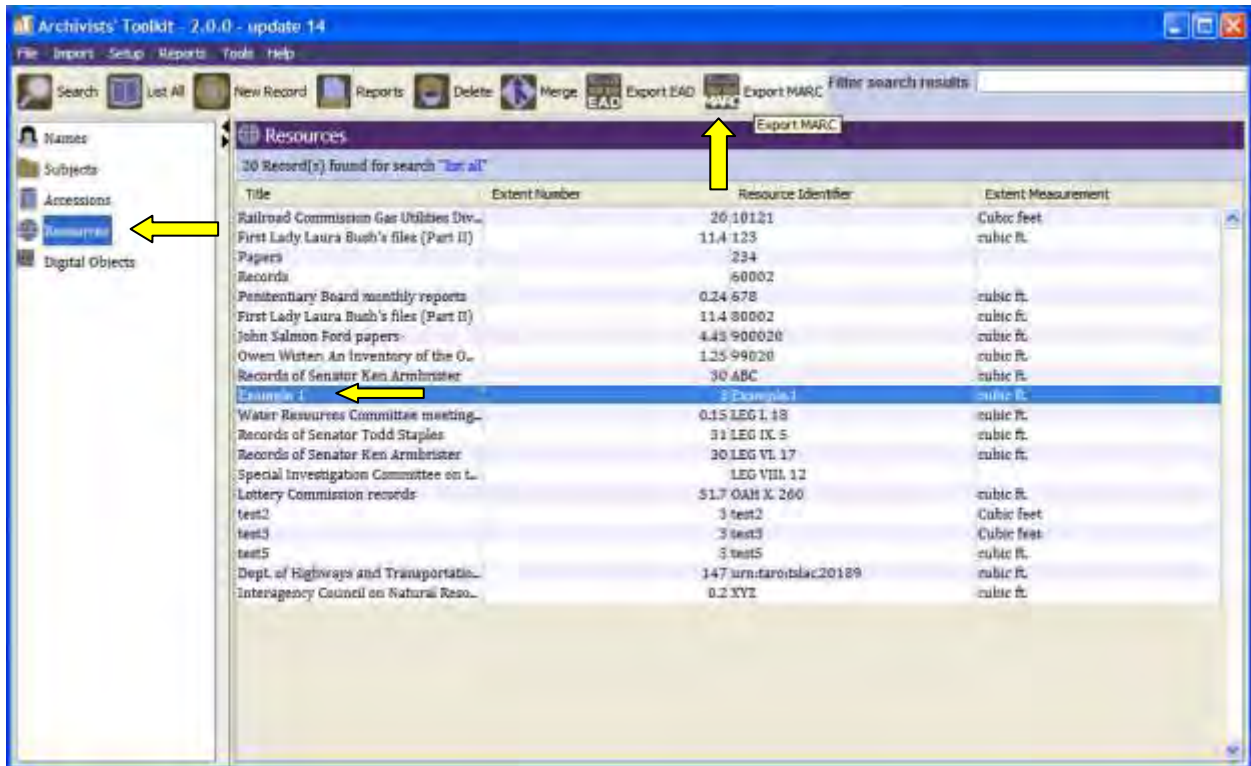 Archivists' Toolkit - 2.0.0 - update 14
File Import Setup Reports Tools Help
Search List All New Record Reports Delete Merge EAD Export EAD MARC Export MARC Filter search results
Export MARC
Names
Subjects
Accessions
Resources
Digital Objects
Resources
20 Record(s) found for search "list all"
Title Extent Number Resource Identifier Extent Measurement
Railroad Commission Gas Utilities Div... 20 10121 Cubic feet
First Lady Laura Bush's files (Part II) 11.4 123 cubic ft.
Papers 234
Records 60002
Penitentiary Board monthly reports 0.24 678 cubic ft.
First Lady Laura Bush's files (Part II) 11.4 80002 cubic ft.
John Salmon Ford papers 4.45 900020 cubic ft.
Owen Wister: An Inventory of the O... 1.25 99020 cubic ft.
Records of Senator Ken Armbrister 30 ABC cubic ft.
Example 1 3 Example 1 cubic ft.
Water Resources Committee meeting... 0.15 LEG I. 18 cubic ft.
Records of Senator Todd Staples 31 LEG IX. 5 cubic ft.
Records of Senator Ken Armbrister 30 LEG VI. 17 cubic ft.
Special Investigation Committee on t... LEG VIII. 12
Lottery Commission records 51.7 OAH X. 260 cubic ft.
test2 3 test2 Cubic feet
test3 3 test3 Cubic feet
test5 3 test5 cubic ft.
Dept. of Highways and Transportatio... 147 urn:taro:tslac.20189 cubic ft.
Interagency Council on Natural Reso... 0.2 XYZ cubic ft.